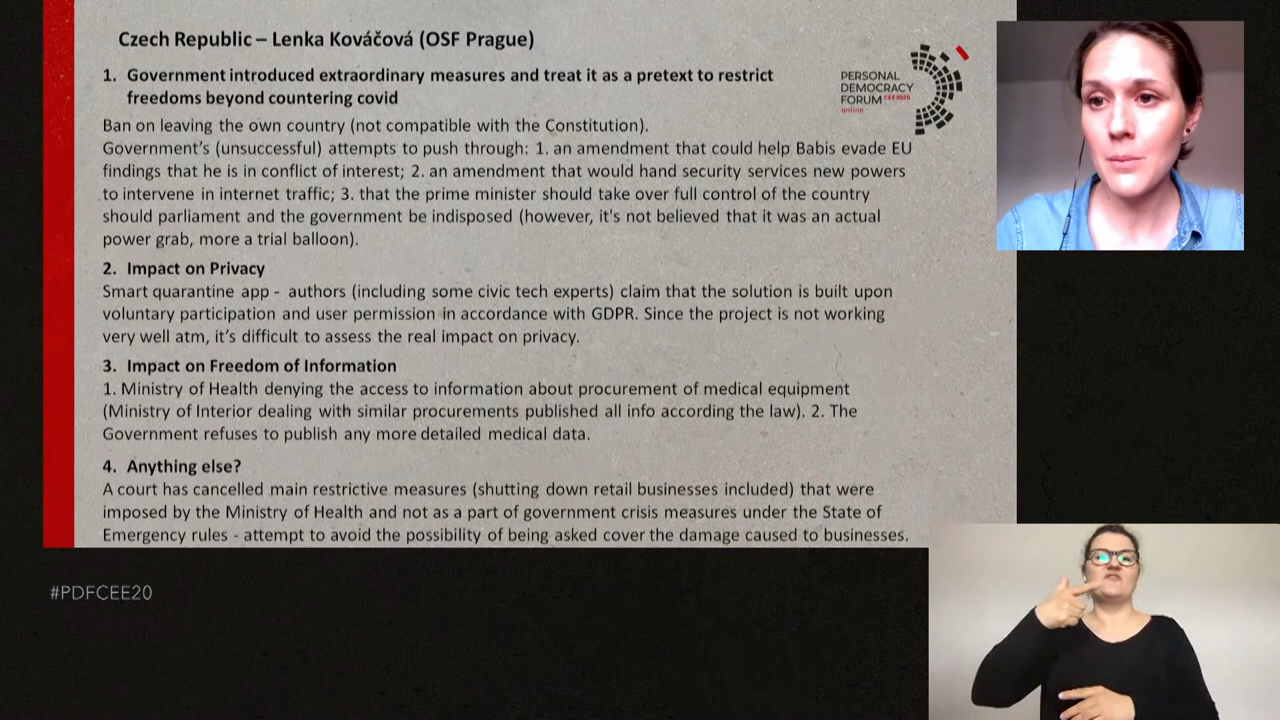 Czech Republic – Lenka Kováčová (OSF Prague)
1. Government introduced extraordinary measures and treat it as a pretext to restrict
freedoms beyond countering covid
PERSONAL
DEMOCRACY
FORUM CEE 2020
online
Ban on leaving the own country (not compatible with the Constitution).
Government's (unsuccessful) attempts to push through: 1. an amendment that could help Babis evade EU
findings that he is in conflict of interest; 2. an amendment that would hand security services new powers
to intervene in internet traffic; 3. that the prime minister should take over full control of the country
should parliament and the government be indisposed (however, it's not believed that it was an actual
power grab, more a trial balloon).
2. Impact on Privacy
Smart quarantine app - authors (including some civic tech experts) claim that the solution is built upon
voluntary participation and user permission in accordance with GDPR. Since the project is not working
very well atm, it's difficult to assess the real impact on privacy.
3. Impact on Freedom of Information
1. Ministry of Health denying the access to information about procurement of medical equipment
(Ministry of Interior dealing with similar procurements published all info according the law). 2. The
Government refuses to publish any more detailed medical data.
4. Anything else?
A court has cancelled main restrictive measures (shutting down retail businesses included) that were
imposed by the Ministry of Health and not as a part of government crisis measures under the State of
Emergency rules - attempt to avoid the possibility of being asked cover the damage caused to businesses.
#PDFCEE20